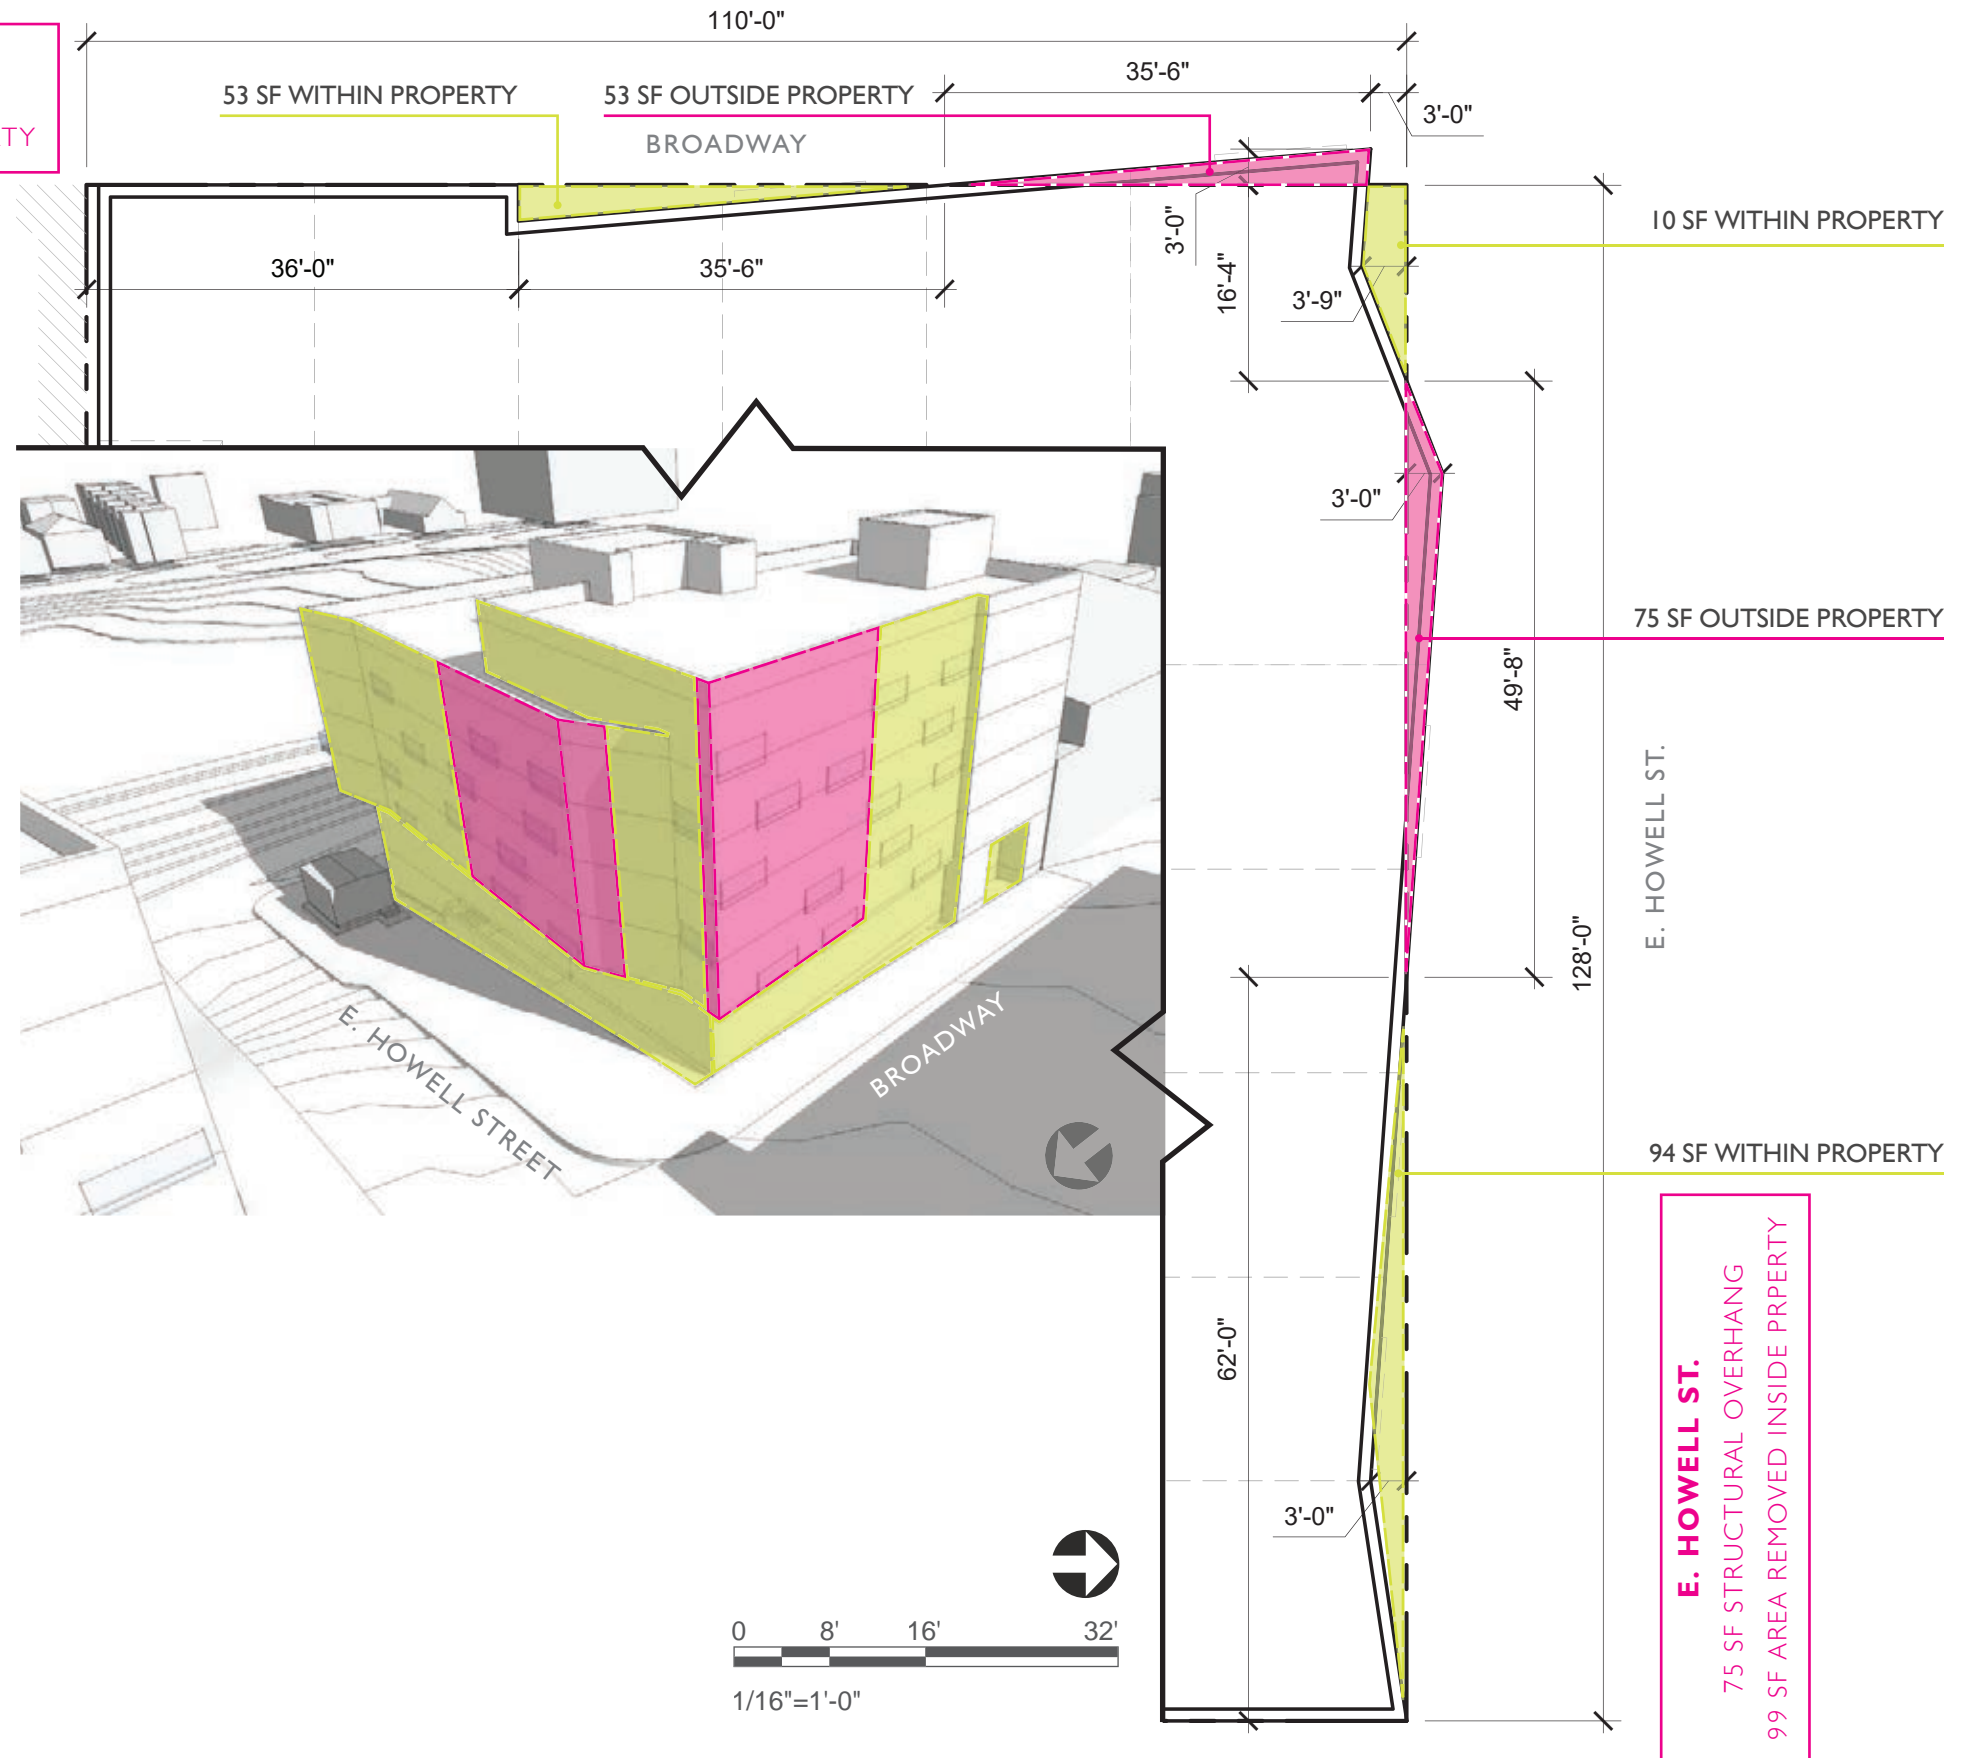 110'-0"
35'-6"
53 SF WITHIN PROPERTY
53 SF OUTSIDE PROPERTY
3'-0"
TY
BROADWAY
10 SF WITHIN PROPERTY
3'-0"
36'-0"
35'-6"
16'-4"
3'-9"
3'-0"
75 SF OUTSIDE PROPERTY
49'-8"
E. HOWELL ST.
128'-0"
E. HOWELL STREET
BROADWAY
94 SF WITHIN PROPERTY
62'-0"
3'-0"
E. HOWELL ST.
75 SF STRUCTURAL OVERHANG
99 SF AREA REMOVED INSIDE PRPERTY
0 8' 16' 32'
1/16"=1'-0"